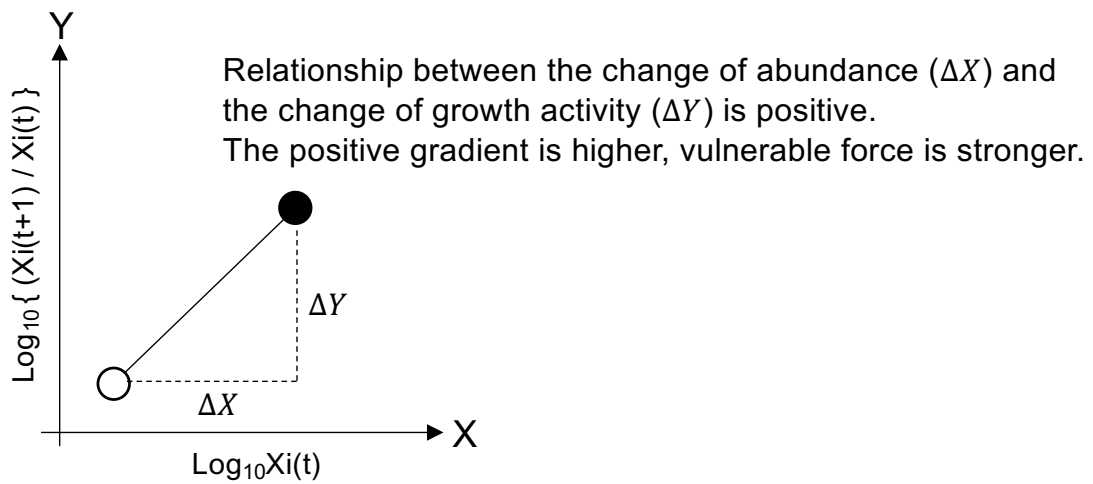 Y
Relationship between the change of abundance (Δ𝑋) and
the change of growth activity (Δ𝑌) is positive.
The positive gradient is higher, vulnerable force is stronger.
Log₁₀{ (Xi(t+1) / Xi(t) }
Δ𝑌
Δ𝑋
X
Log₁₀Xi(t)